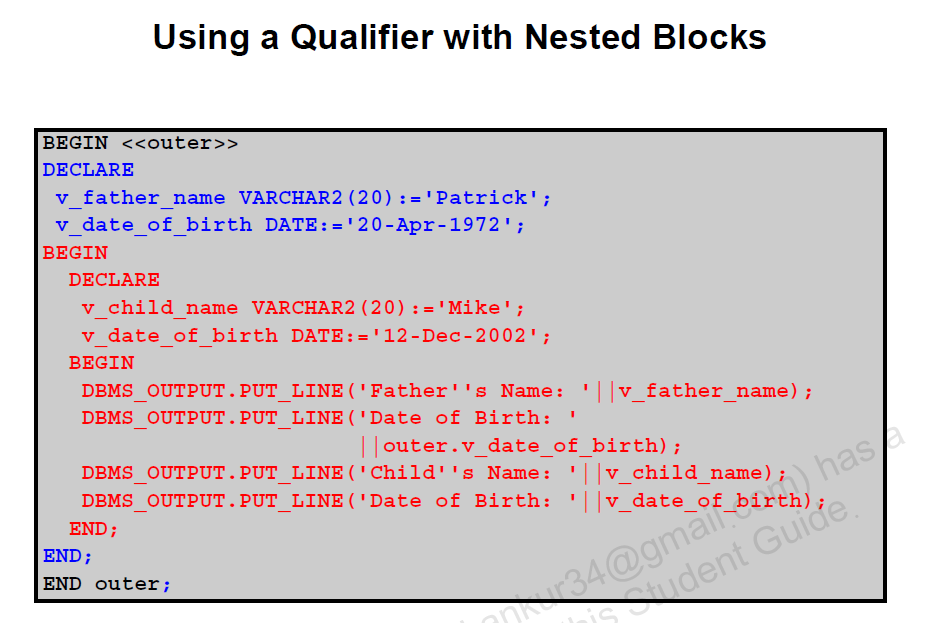 Using a Qualifier with Nested Blocks
BEGIN <<outer>>
DECLARE
v_father_name VARCHAR2(20):='Patrick';
v_date_of_birth DATE:='20-Apr-1972';
BEGIN
DECLARE
v_child_name VARCHAR2(20):='Mike';
v_date_of_birth DATE:='12-Dec-2002';
BEGIN
DBMS_OUTPUT.PUT_LINE('Father''s Name: '||v_father_name);
DBMS_OUTPUT.PUT_LINE('Date of Birth: '
||outer.v_date_of_birth);
DBMS_OUTPUT.PUT_LINE('Child''s Name: '||v_child_name);
DBMS_OUTPUT.PUT_LINE('Date of Birth: '||v_date_of_birth);
END;
END;
END outer;
ankur34@gmail.com) has a
this Student Guide.